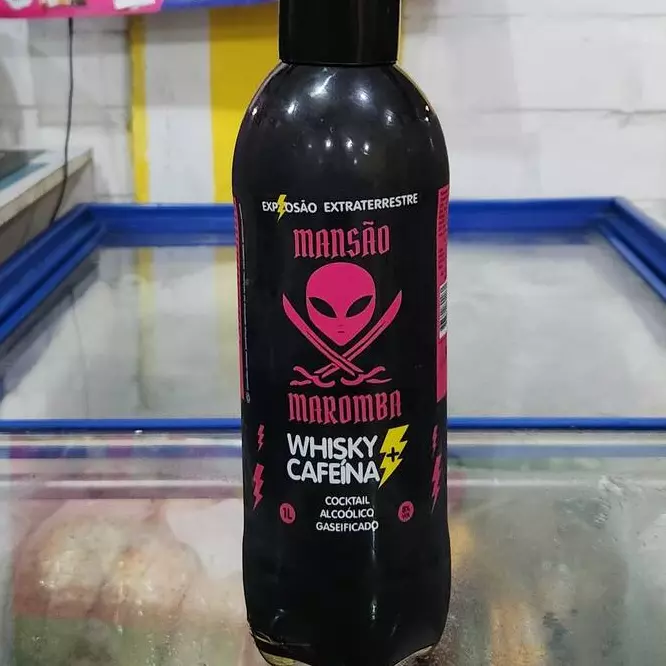 EXPLOSÃO EXTRATERRESTRE
MANSÃO
MAROMBA
WHISKY +
CAFEÍNA
COCKTAIL
ALCOÓLICO
GASEIFICADO
1L